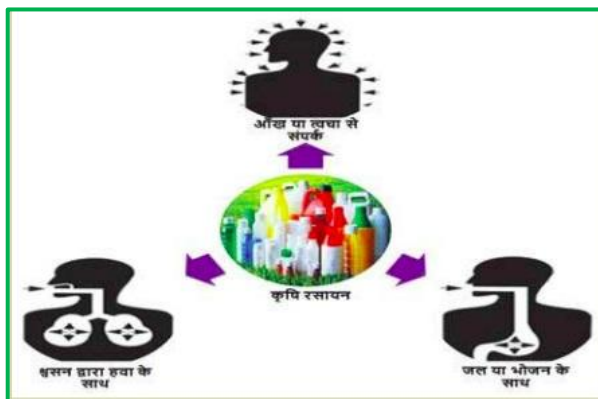 आँख या त्वचा से
संपर्क
कृषि रसायन
श्वसन द्वारा हवा के
साथ
जल या भोजन के
साथ